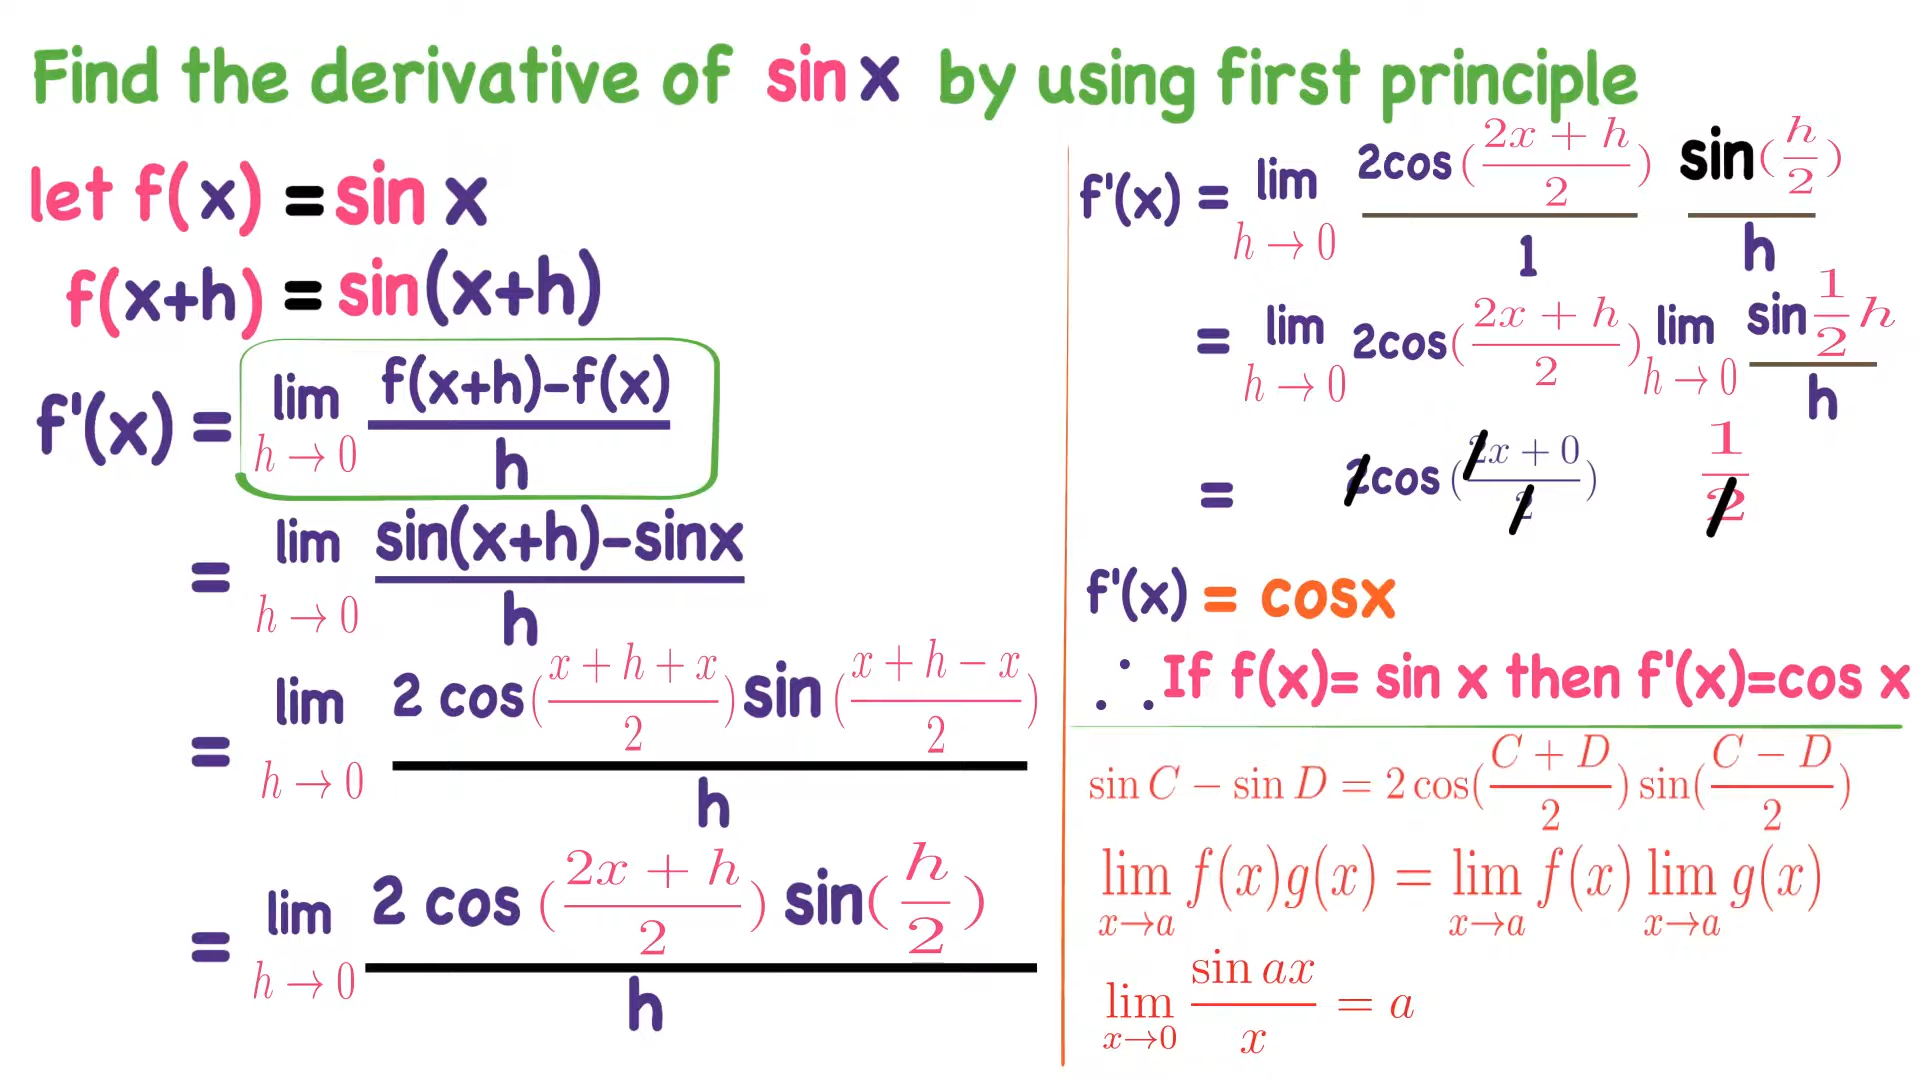 Find the derivative of sin x by using first principle
let f(x) = sin x
f(x+h) = sin(x+h)
f'(x) = lim h→0 f(x+h)-f(x) / h
= lim h→0 sin(x+h)-sinx / h
= lim h→0 2 cos(x+h+x / 2) sin(x+h−x / 2) / h
= lim h→0 2 cos(2x+h / 2) sin(h / 2) / h
f'(x) = lim h→0 2cos(2x+h / 2) / 1 sin(h / 2) / h
= lim h→0 2cos(2x+h / 2) lim h→0 sin 1/2 h / h
= 2cos(2x+0 / 2) 1/2
f'(x) = cosx
∴ If f(x)= sin x then f'(x)=cos x
sin C − sin D = 2 cos(C+D / 2) sin(C−D / 2)
lim x→a f(x)g(x) = lim x→a f(x) lim x→a g(x)
lim x→0 sin ax / x = a